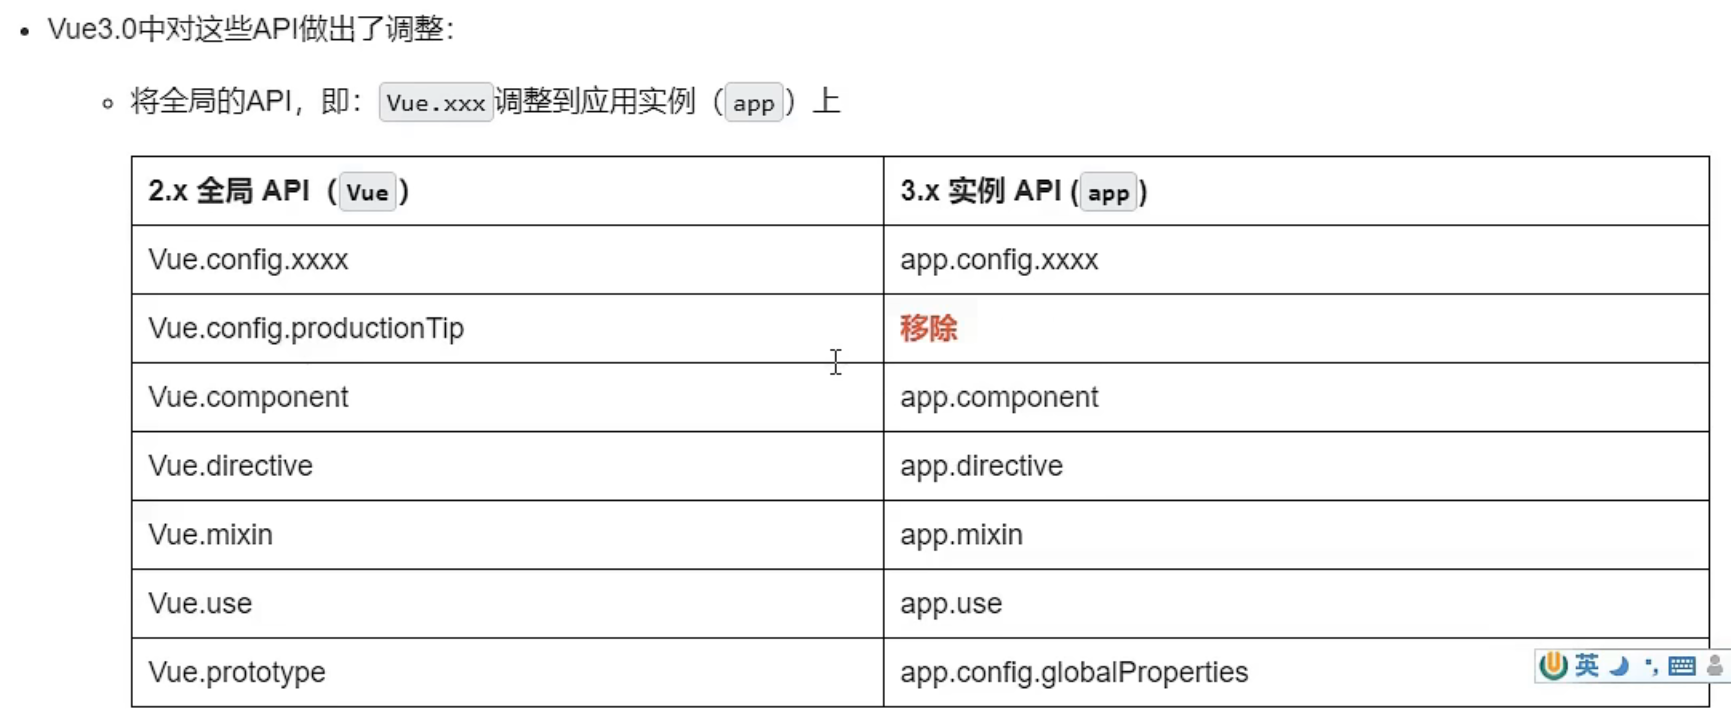 Vue3.0中对这些API做出了调整：
将全局的API，即：Vue.xxx调整到应用实例（app）上
2.x 全局 API（Vue） 3.x 实例 API (app)
Vue.config.xxxx app.config.xxxx
Vue.config.productionTip 移除
Vue.component app.component
Vue.directive app.directive
Vue.mixin app.mixin
Vue.use app.use
Vue.prototype app.config.globalProperties
英